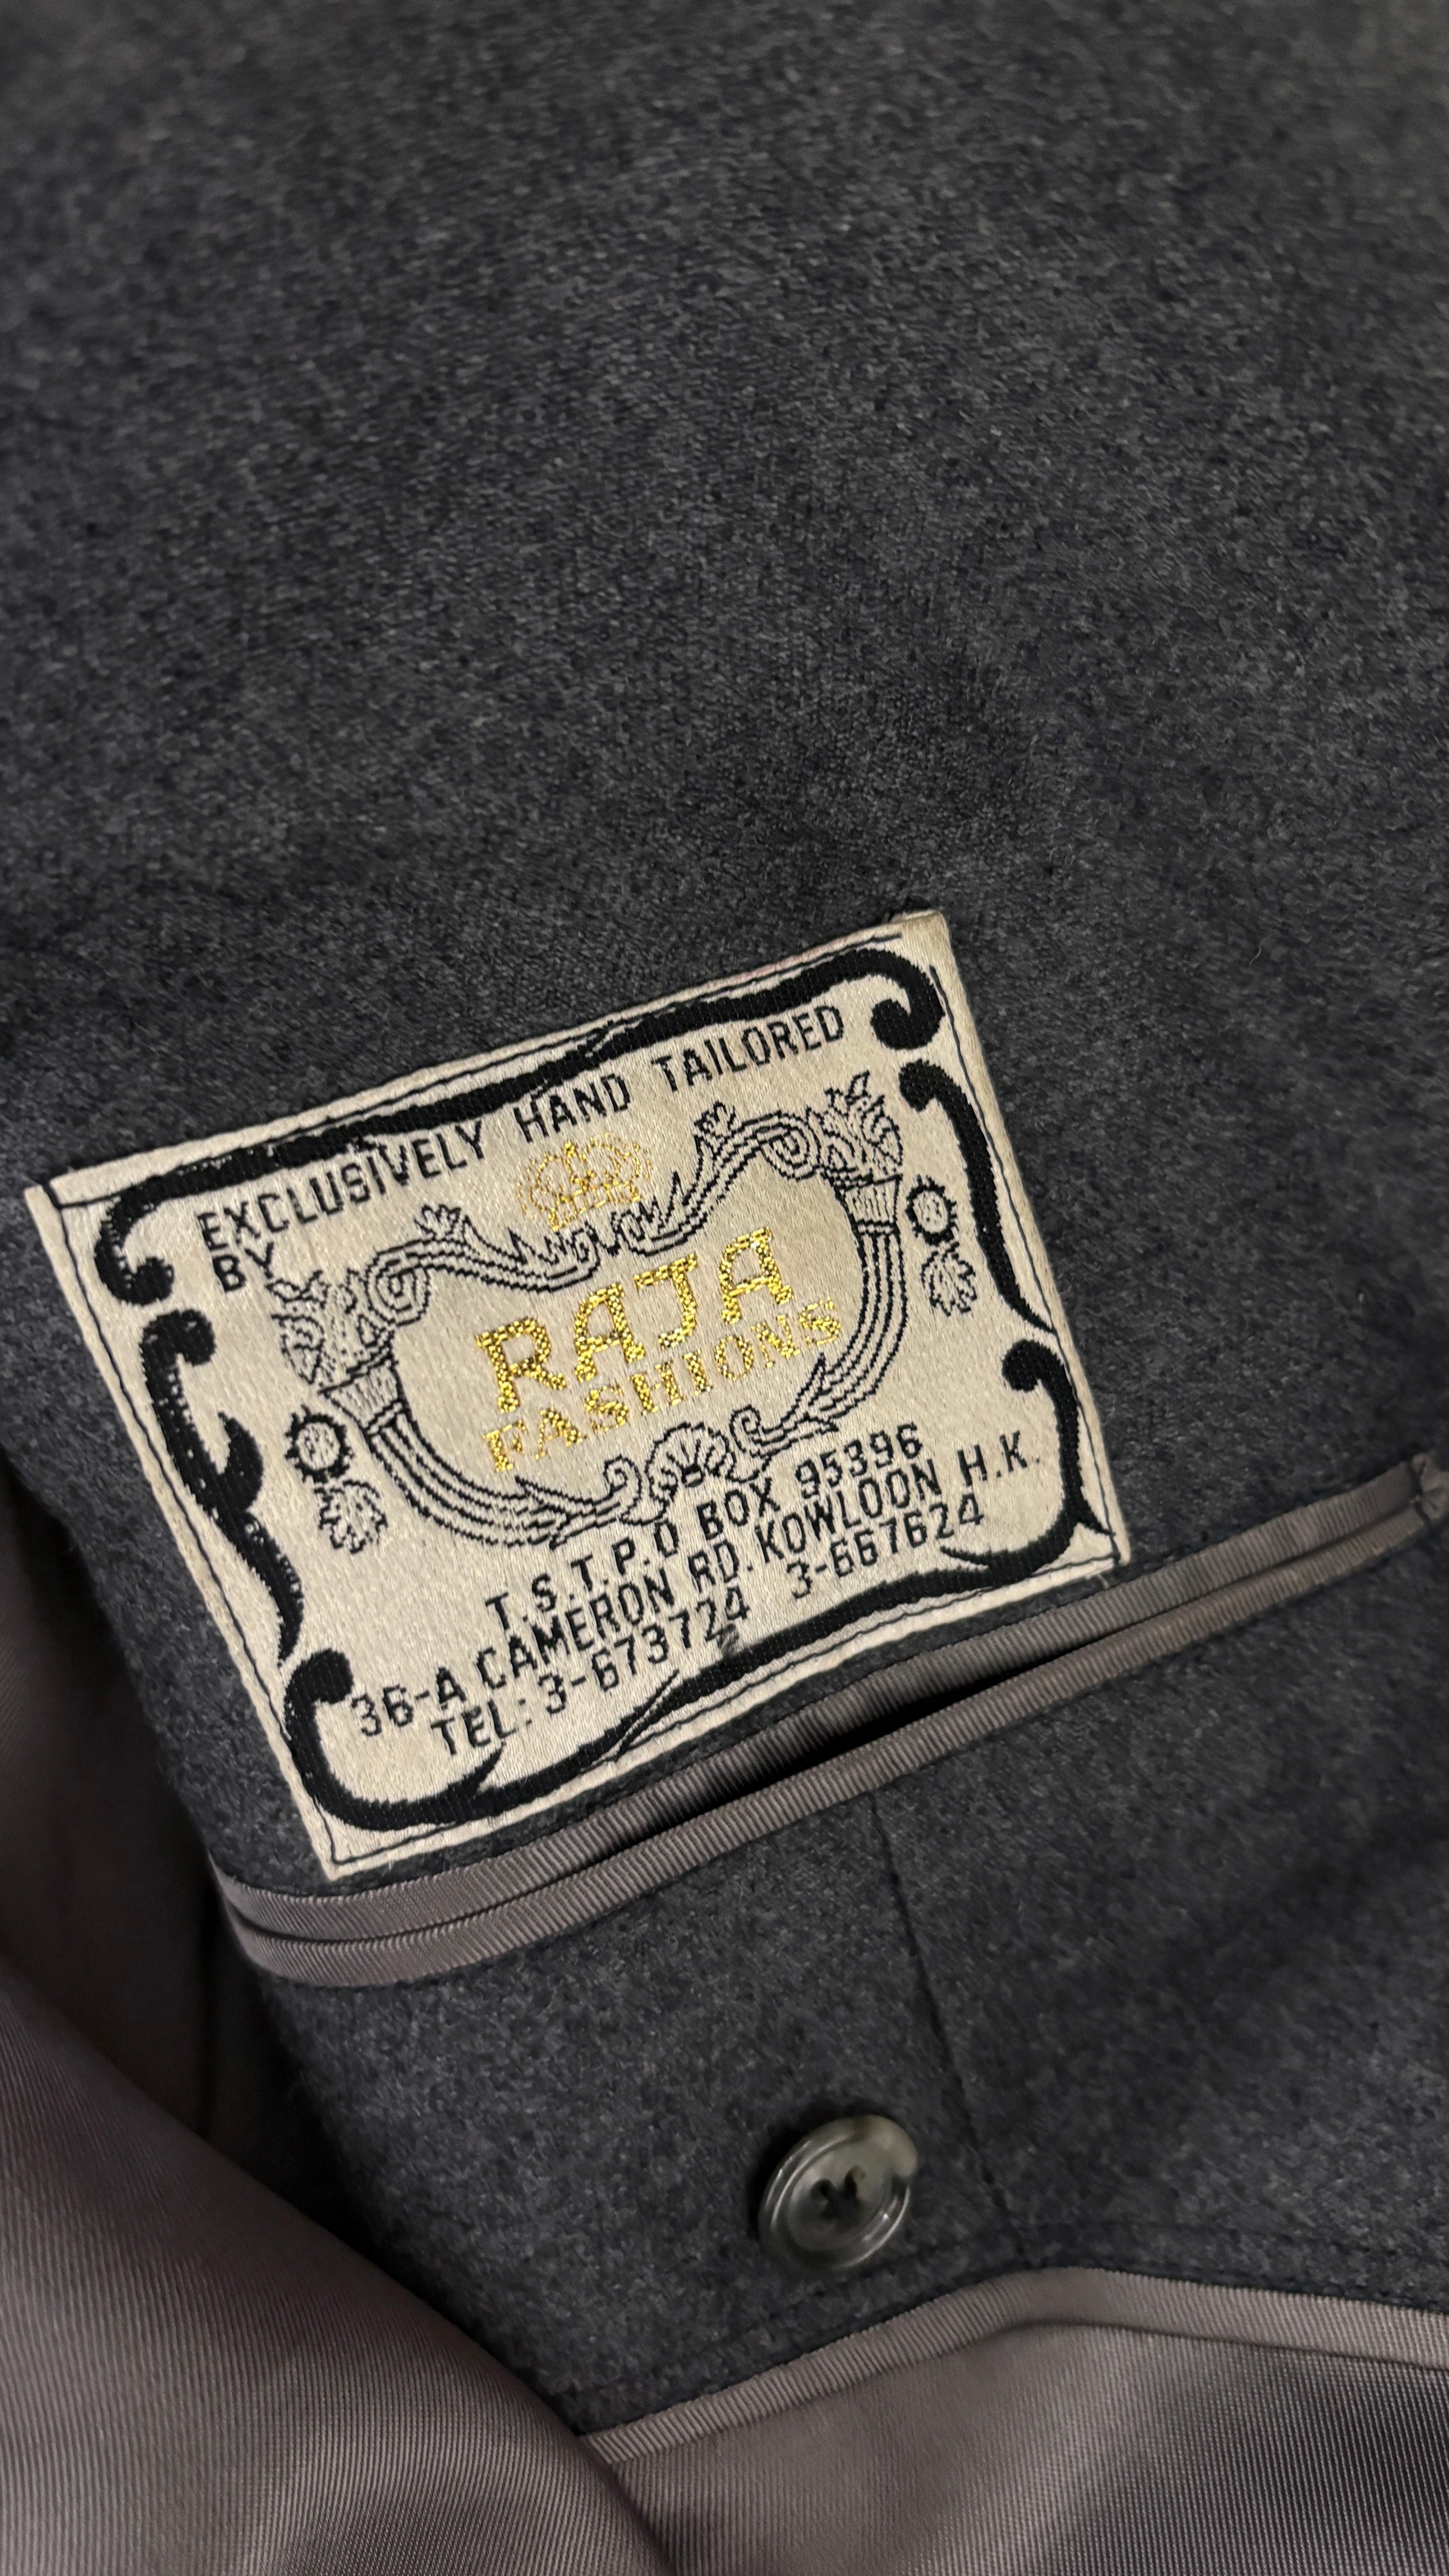 EXCLUSIVELY HAND TAILORED
BY
RAJA
FASHIONS
T.S.T.P.O BOX 95396
36-A CAMERON RD. KOWLOON H.K.
TEL: 3-673724 3-667624